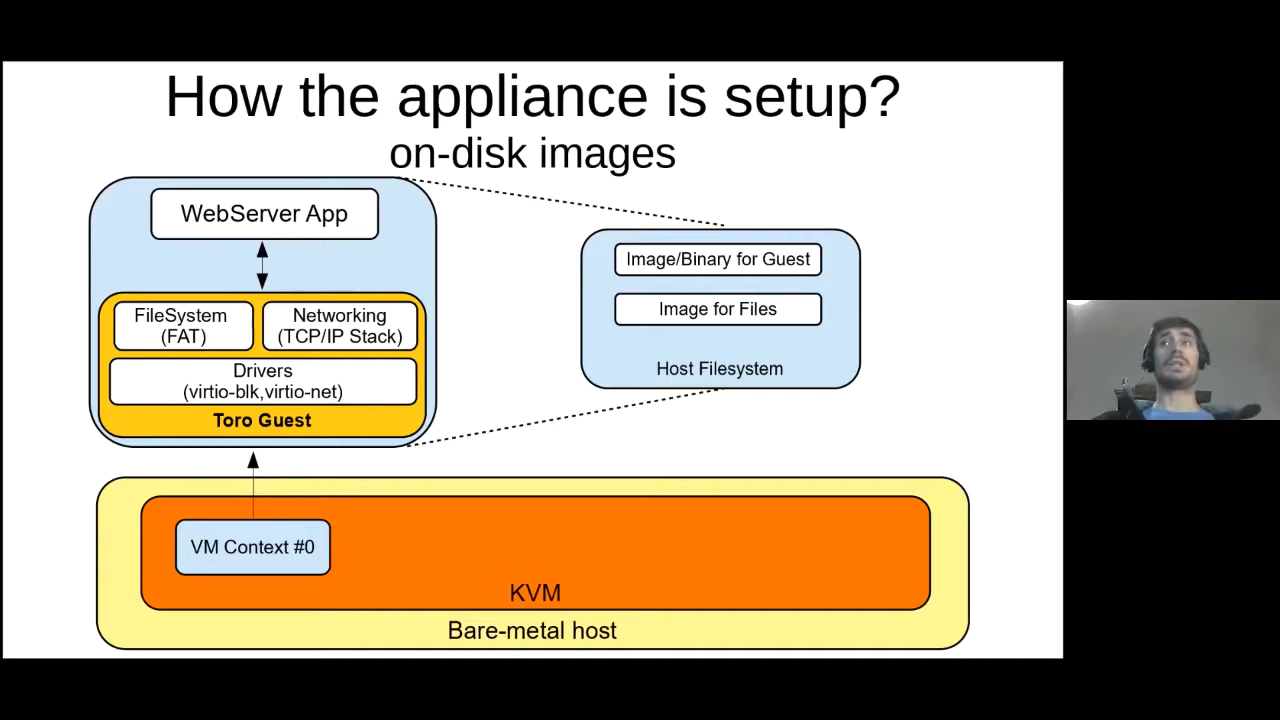 How the appliance is setup?
on-disk images
WebServer App
FileSystem
(FAT)
Networking
(TCP/IP Stack)
Drivers
(virtio-blk,virtio-net)
Toro Guest
Image/Binary for Guest
Image for Files
Host Filesystem
VM Context #0
KVM
Bare-metal host